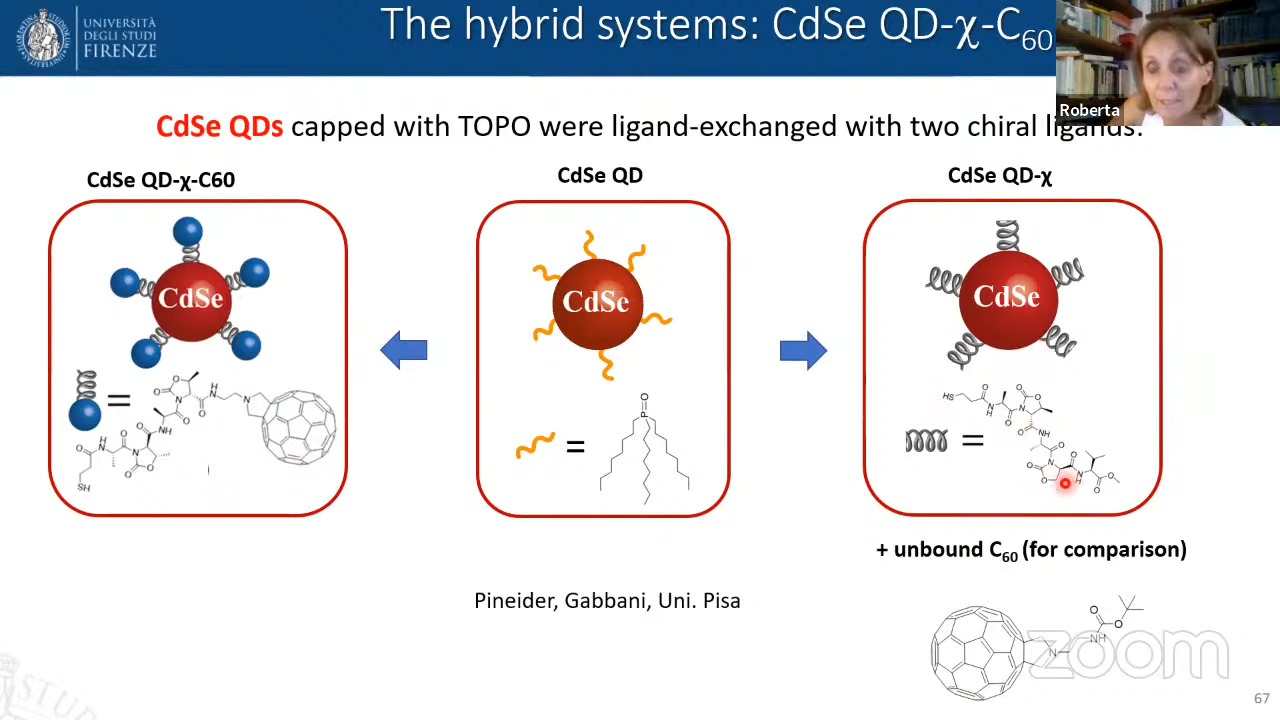 UNIVERSITÀ
DEGLI STUDI
FIRENZE
The hybrid systems: CdSe QD-χ-C60
Roberta
CdSe QDs capped with TOPO were ligand-exchanged with two chiral ligands:
CdSe QD-χ-C60
CdSe QD
CdSe QD-χ
CdSe
CdSe
CdSe
=
=
=
+ unbound C60 (for comparison)
Pineider, Gabbani, Uni. Pisa
zoom
67